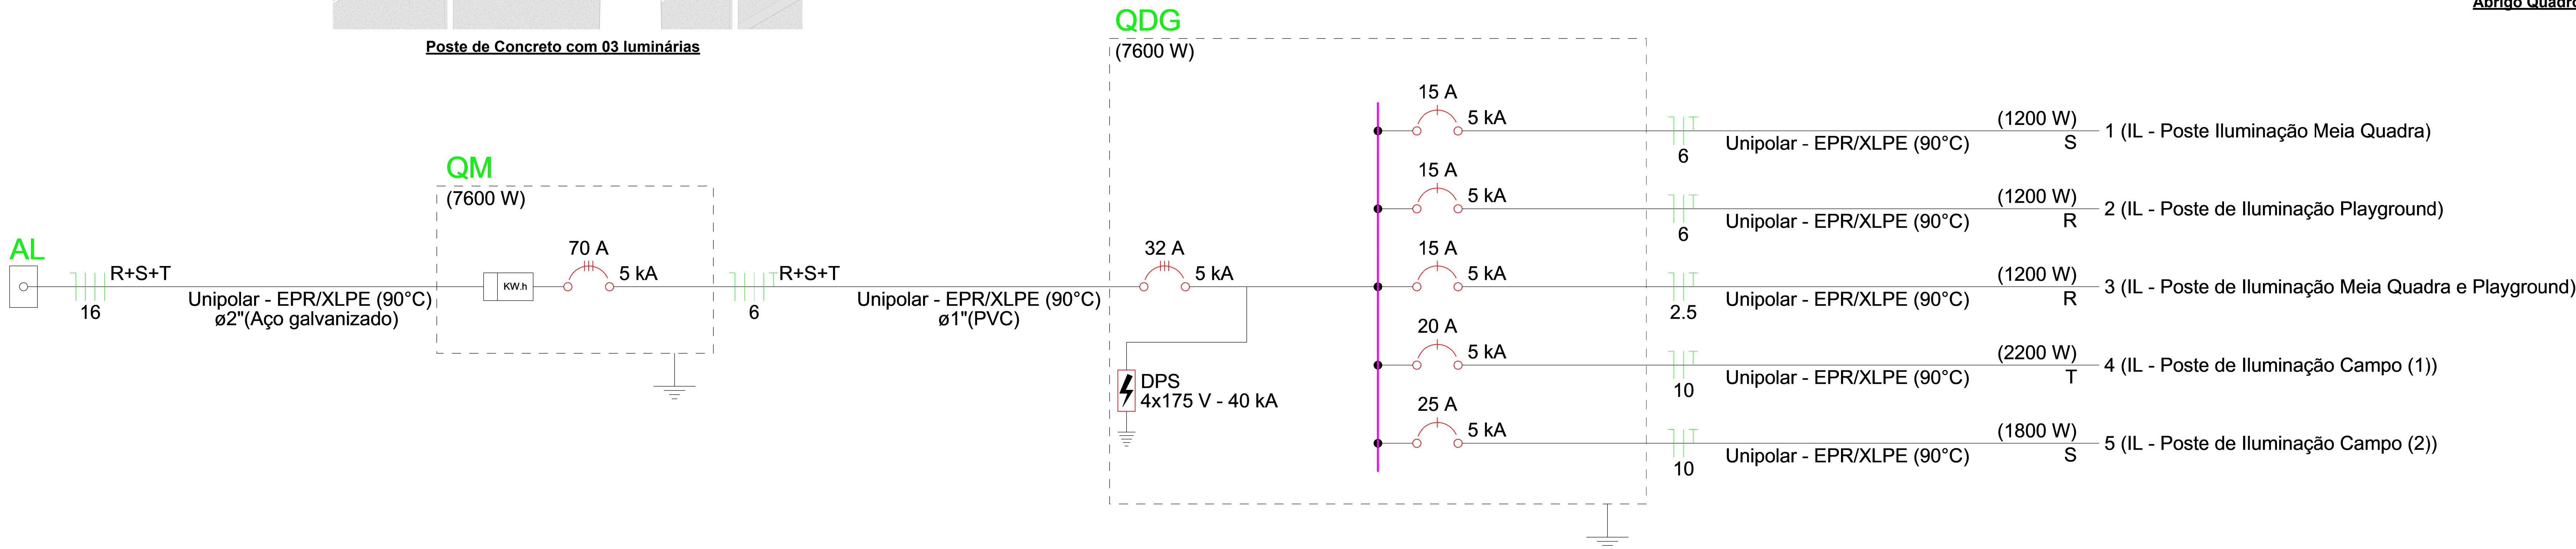 Abrigo Quadro
Poste de Concreto com 03 luminárias
QDG
(7600 W)
15 A
5 kA
6
Unipolar - EPR/XLPE (90°C)
(1200 W)
S
1 (IL - Poste Iluminação Meia Quadra)
15 A
5 kA
6
Unipolar - EPR/XLPE (90°C)
(1200 W)
R
2 (IL - Poste de Iluminação Playground)
QM
(7600 W)
AL
R+S+T
16
Unipolar - EPR/XLPE (90°C)
ø2"(Aço galvanizado)
KW.h
70 A
5 kA
R+S+T
6
Unipolar - EPR/XLPE (90°C)
ø1"(PVC)
32 A
5 kA
15 A
5 kA
2.5
Unipolar - EPR/XLPE (90°C)
(1200 W)
R
3 (IL - Poste de Iluminação Meia Quadra e Playground)
20 A
5 kA
10
Unipolar - EPR/XLPE (90°C)
(2200 W)
T
4 (IL - Poste de Iluminação Campo (1))
DPS
4x175 V - 40 kA
25 A
5 kA
10
Unipolar - EPR/XLPE (90°C)
(1800 W)
S
5 (IL - Poste de Iluminação Campo (2))